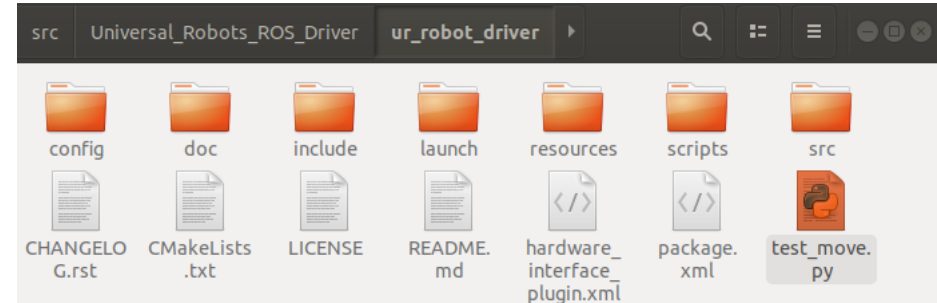 src Universal_Robots_ROS_Driver ur_robot_driver
config doc include launch resources scripts src
CHANGELO
G.rst
CMakeLists
.txt
LICENSE
README.
md
hardware_
interface_
plugin.xml
package.
xml
test_move.
py